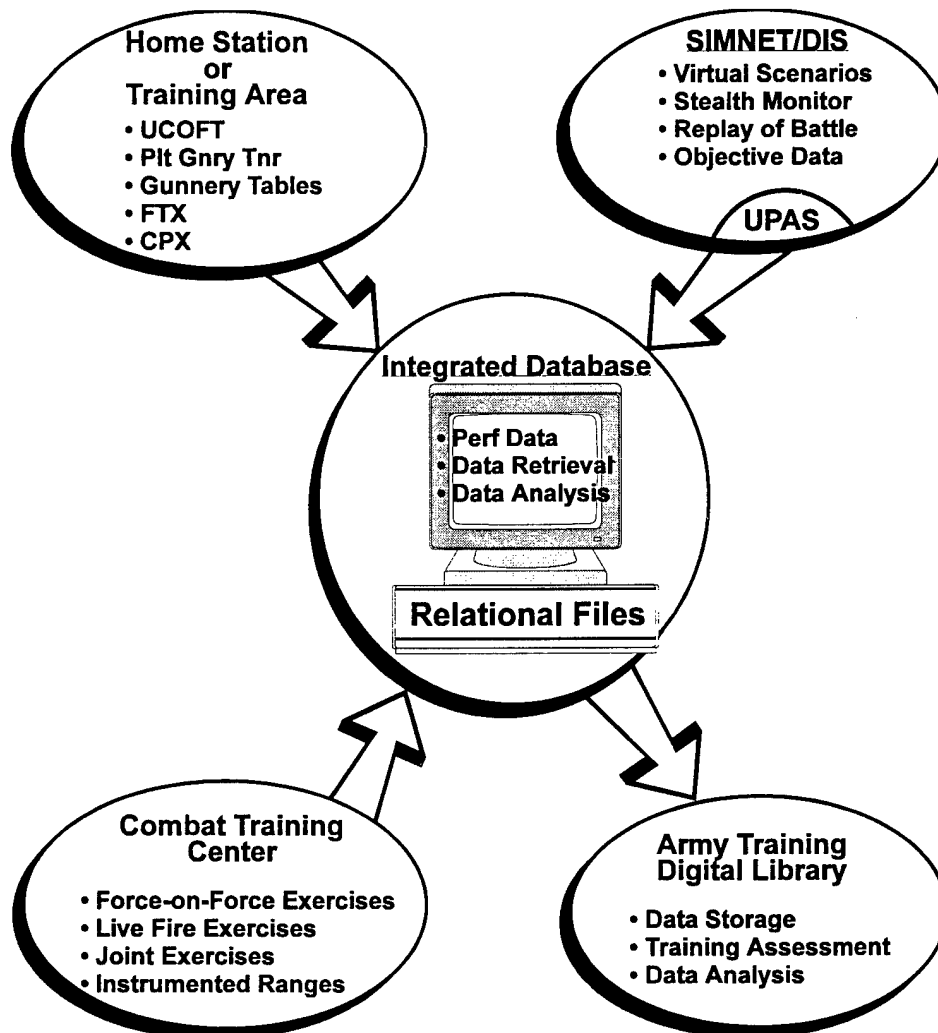 Home Station
or
Training Area
• UCOFT
• Plt Gnry Tnr
• Gunnery Tables
• FTX
• CPX
SIMNET/DIS
• Virtual Scenarios
• Stealth Monitor
• Replay of Battle
• Objective Data
UPAS
Integrated Database
• Perf Data
• Data Retrieval
• Data Analysis
Relational Files
Combat Training
Center
• Force-on-Force Exercises
• Live Fire Exercises
• Joint Exercises
• Instrumented Ranges
Army Training
Digital Library
• Data Storage
• Training Assessment
• Data Analysis